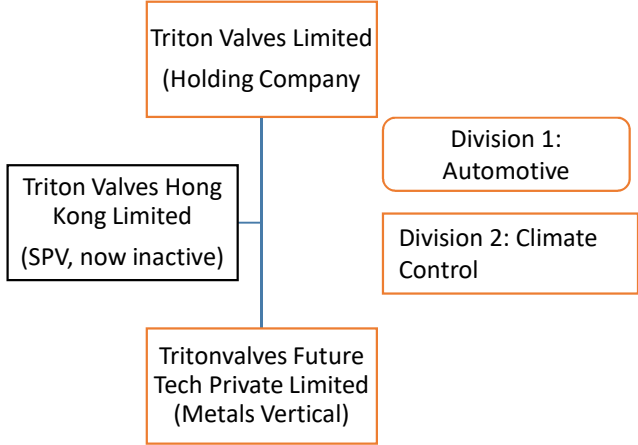 Triton Valves Limited
(Holding Company
Division 1:
Automotive
Triton Valves Hong
Kong Limited
(SPV, now inactive)
Division 2: Climate
Control
Tritonvalves Future
Tech Private Limited
(Metals Vertical)